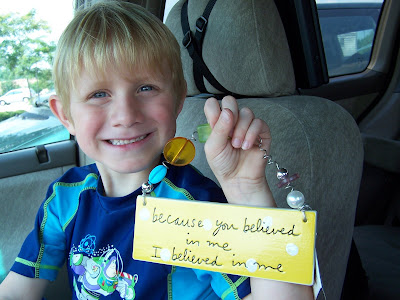 because you believed
in me
I believed in me